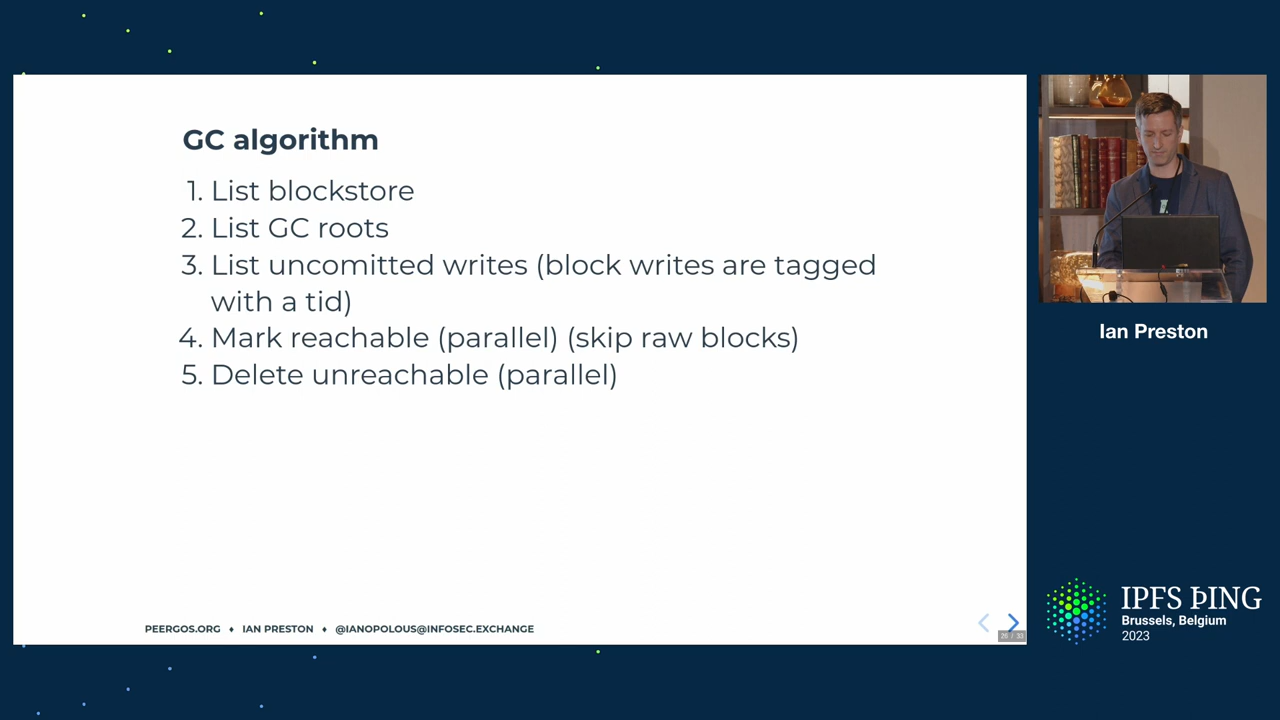 GC algorithm
1. List blockstore
2. List GC roots
3. List uncomitted writes (block writes are tagged
with a tid)
4. Mark reachable (parallel) (skip raw blocks)
5. Delete unreachable (parallel)
PEERGOS.ORG ♦ IAN PRESTON ♦ @IANOPOLOUS@INFOSEC.EXCHANGE
26 / 33
Ian Preston
IPFS ÞING
Brussels, Belgium
2023